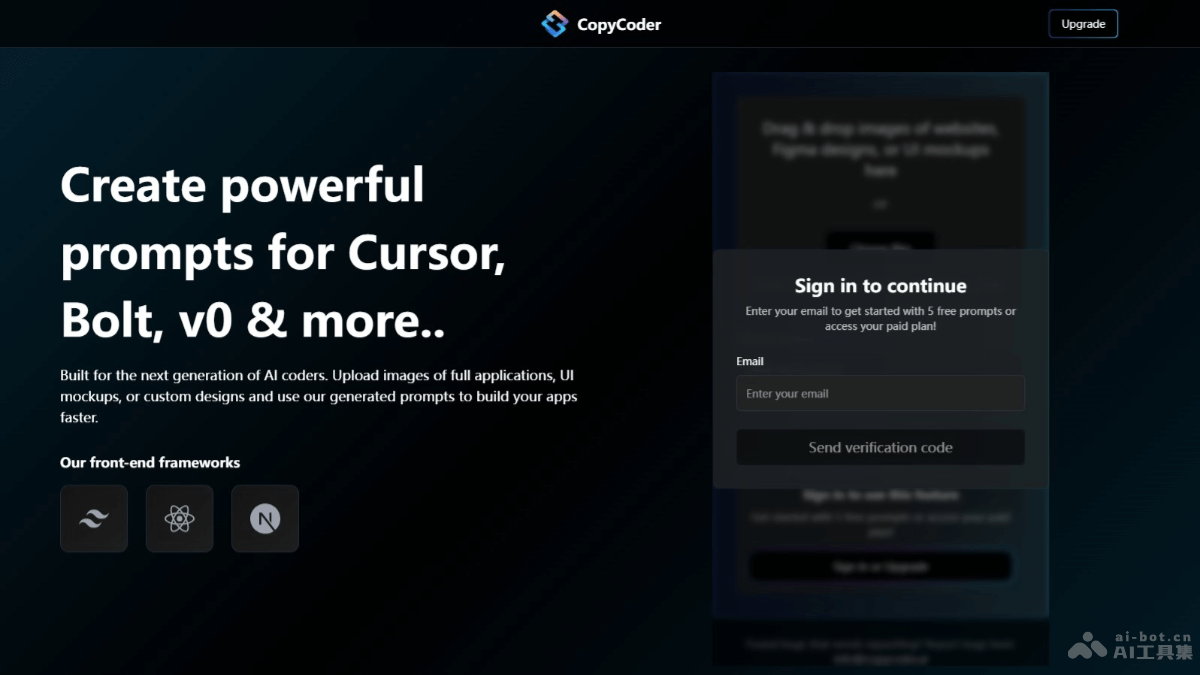 CopyCoder
Upgrade
Create powerful
prompts for Cursor,
Bolt, v0 & more..
Built for the next generation of AI coders. Upload images of full applications, UI
mockups, or custom designs and use our generated prompts to build your apps
faster.
Our front-end frameworks
N
Drag & drop images of websites,
Figma designs, or UI mockups
here
or
Sign in to continue
Enter your email to get started with 5 free prompts or
access your paid plan!
Email
Enter your email
Send verification code
Sign in to use this feature
Get started with 5 free prompts or access your paid
plan!
Sign in or Upgrade
ai-bot.cn
AI工具集